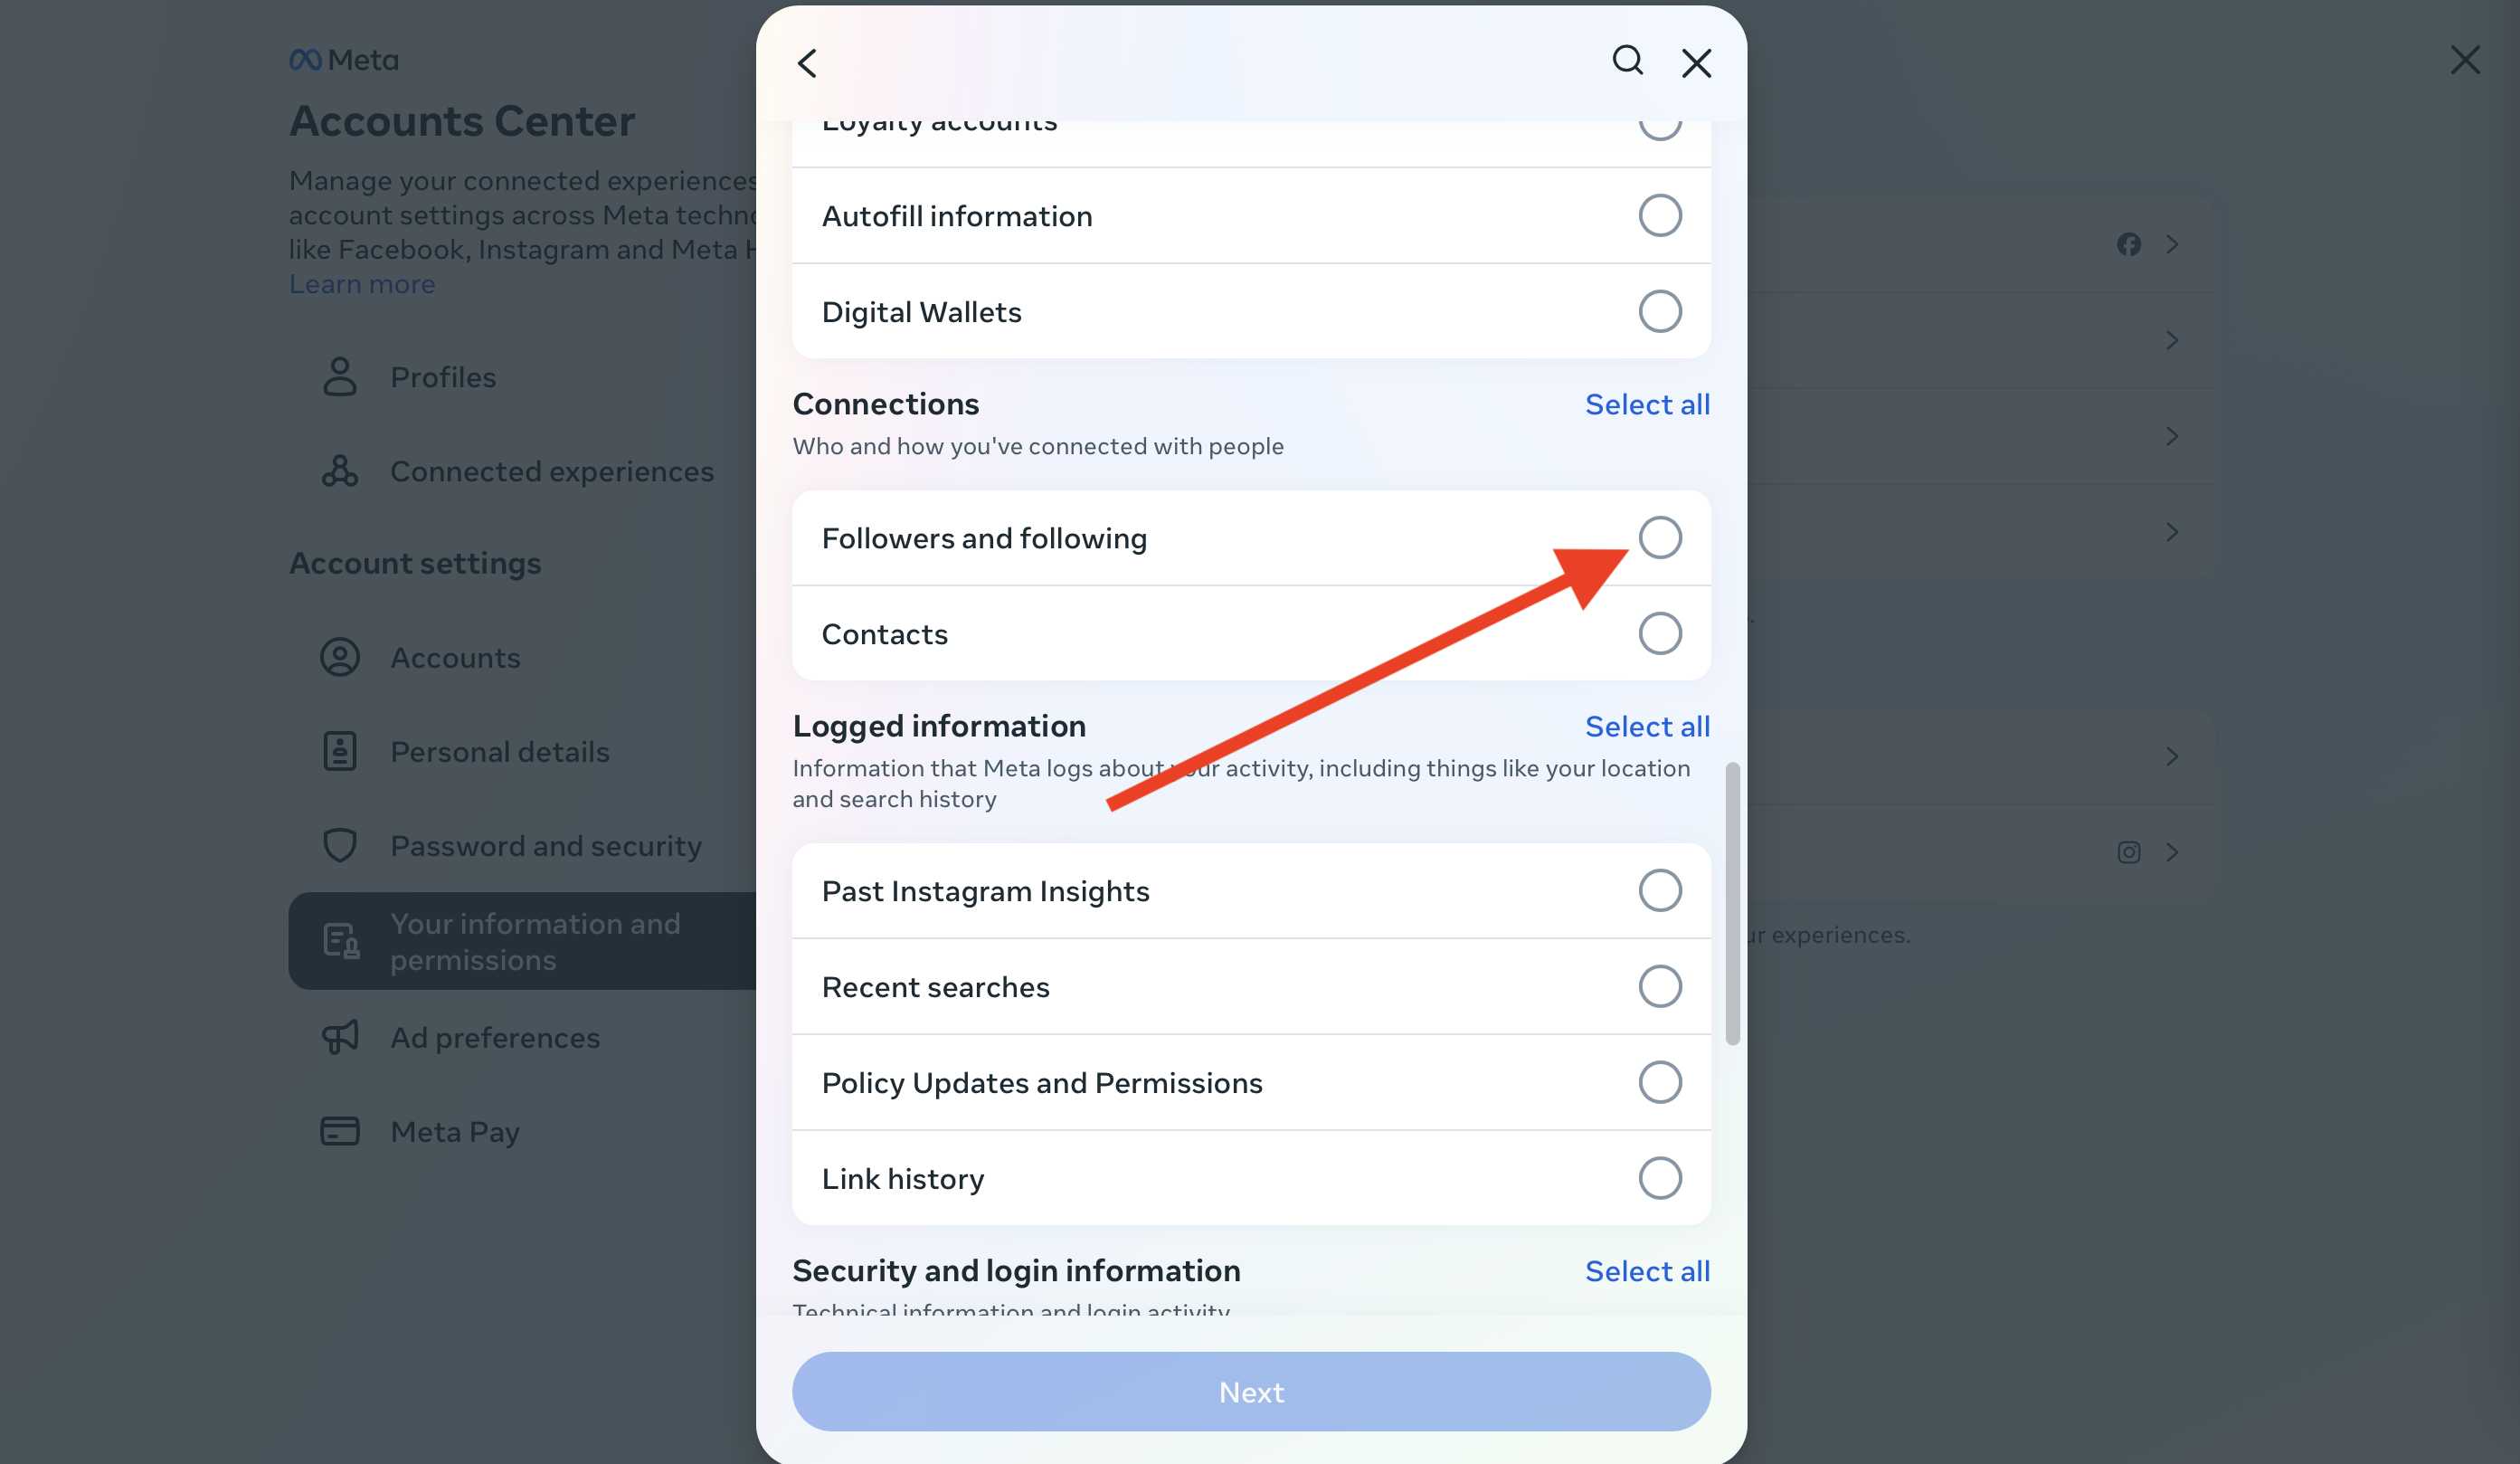 Meta
Accounts Center
Manage your connected experiences
account settings across Meta
like Facebook, Instagram and Meta
Learn more
Profiles
Connected experiences
Account settings
Accounts
Personal details
Password and security
Your information and
permissions
Ad preferences
Meta Pay
Loyalty accounts
Autofill information
Digital Wallets
Connections
Select all
Who and how you've connected with people
Followers and following
Contacts
Logged information
Select all
Information that Meta logs about your activity, including things like your location
and search history
Past Instagram Insights
Recent searches
Policy Updates and Permissions
Link history
Security and login information
Select all
Technical information and login activity
Next
experiences.